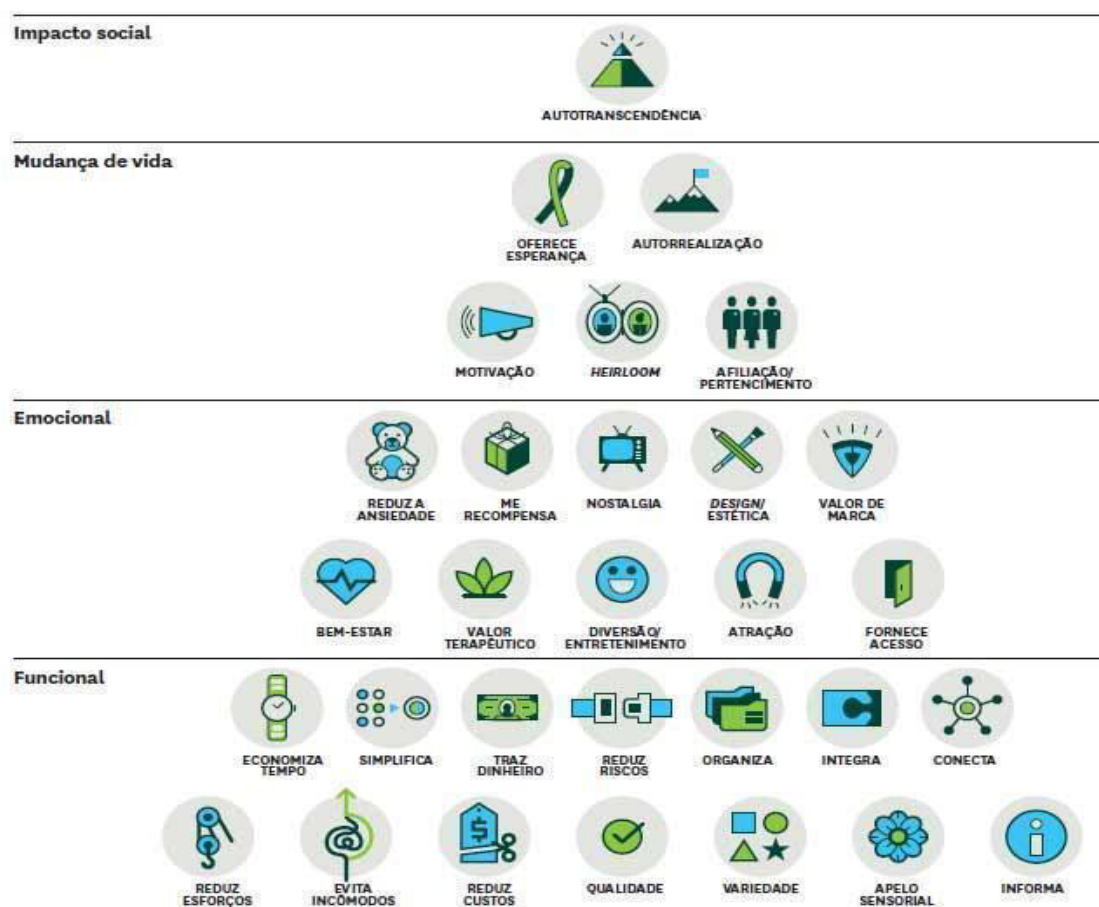 Impacto social
AUTOTRANSCENDÊNCIA
Mudança de vida
OFERECE
ESPERANÇA
AUTORREALIZAÇÃO
MOTIVAÇÃO
HEIRLOOM
AFILIAÇÃO/
PERTENCIMENTO
Emocional
REDUZ A
ANSIEDADE
ME
RECOMPENSA
NOSTALGIA
DESIGN/
ESTÉTICA
VALOR DE
MARCA
BEM-ESTAR
VALOR
TERAPÊUTICO
DIVERSÃO/
ENTRETENIMENTO
ATRAÇÃO
FORNECE
ACESSO
Funcional
ECONOMIZA
TEMPO
SIMPLIFICA
TRAZ
DINHEIRO
REDUZ
RISCOS
ORGANIZA
INTEGRA
CONECTA
REDUZ
ESFORÇOS
EVITA
INCÔMODOS
$
REDUZ
CUSTOS
QUALIDADE
VARIEDADE
APELO
SENSORIAL
INFORMA